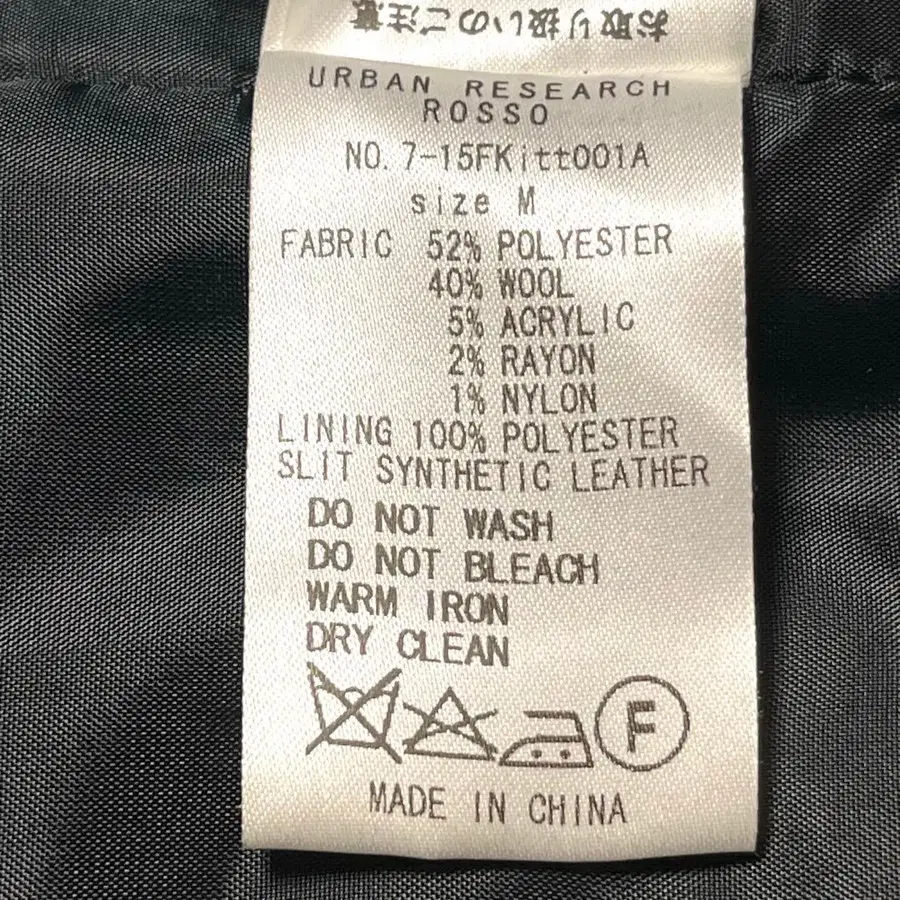 URBAN RESEARCH
ROSSO
NO. 7-15FKitt001A
size M
FABRIC 52% POLYESTER
40% WOOL
5% ACRYLIC
2% RAYON
1% NYLON
LINING 100% POLYESTER
SLIT SYNTHETIC LEATHER
DO NOT WASH
DO NOT BLEACH
WARM IRON
DRY CLEAN
F
MADE IN CHINA